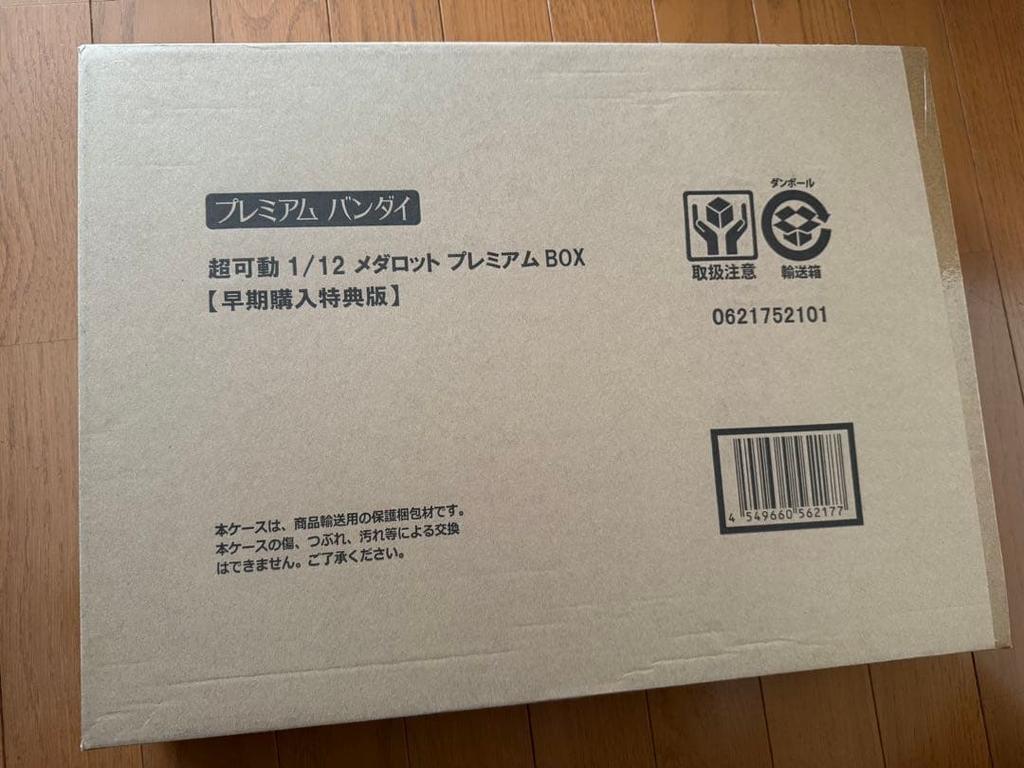 プレミアム バンダイ
超可動 1/12 メダロット プレミアム BOX
【早期購入特典版】
ダンボール
取扱注意
輸送箱
0621752101
4 549660 562177
本ケースは、商品輸送用の保護梱包材です。
本ケースの傷、つぶれ、汚れ等による交換
はできません。ご了承ください。